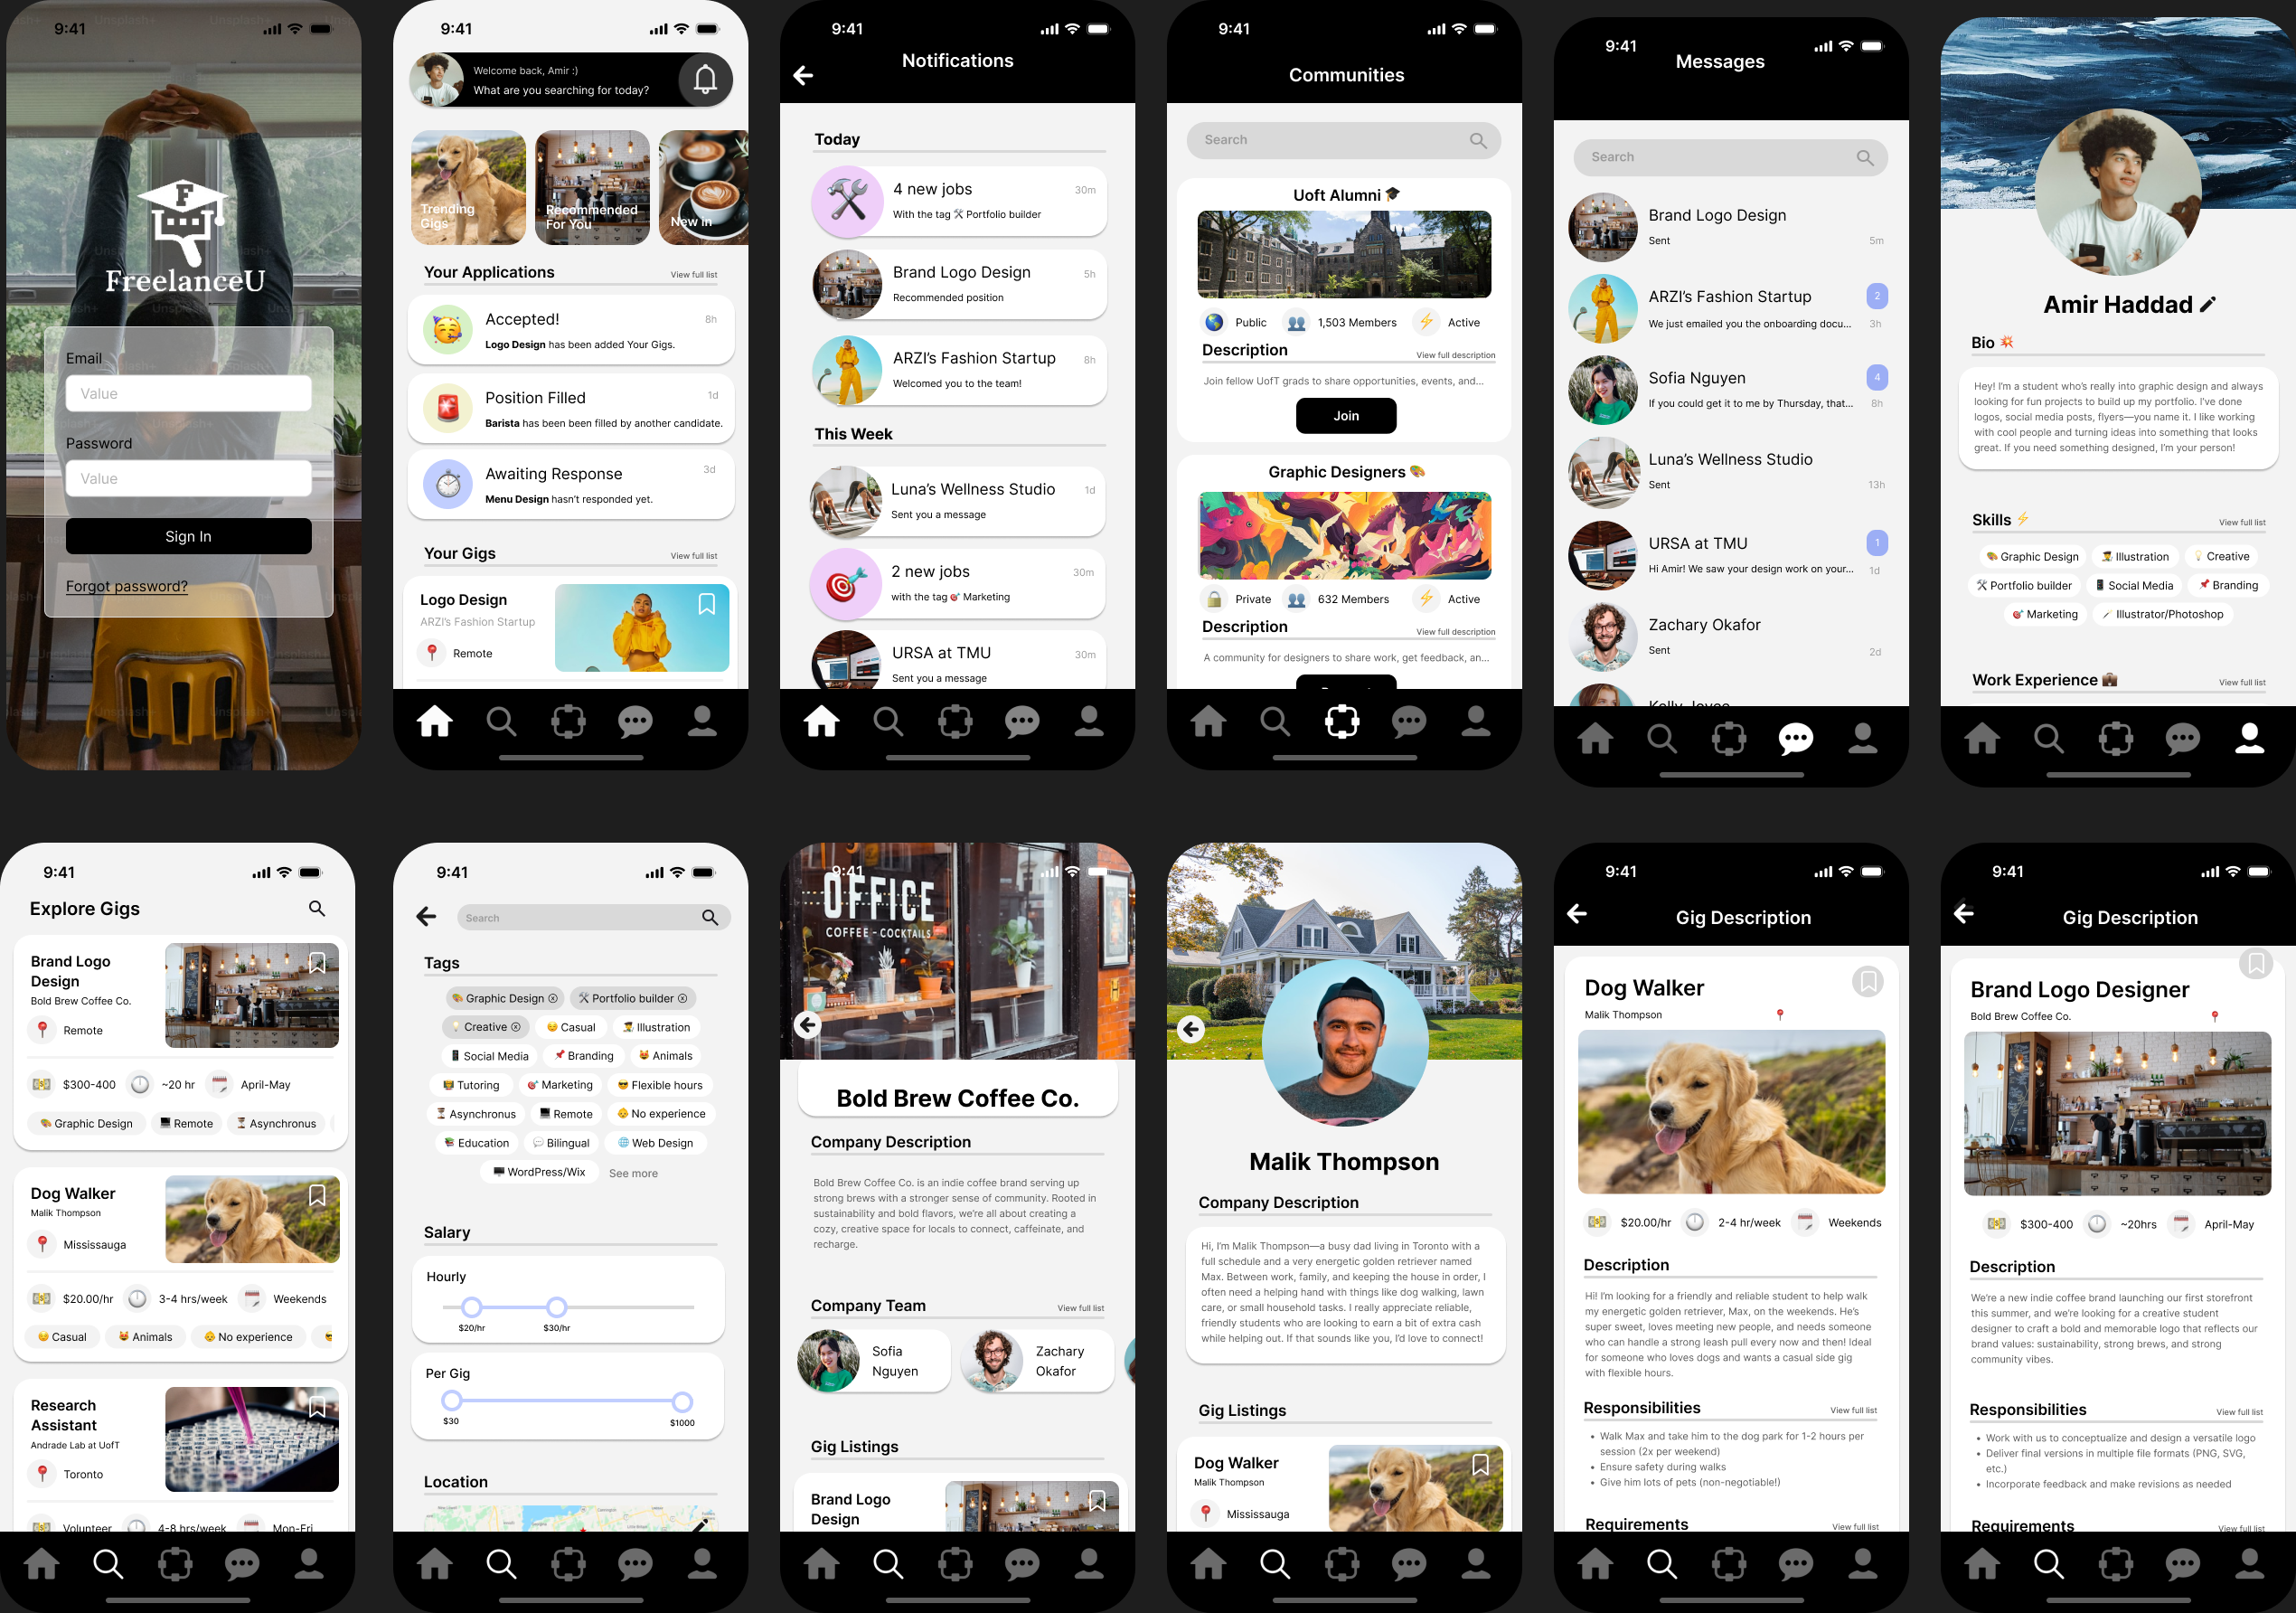 9:41
F
FreelanceU
Email
Value
Password
Value
Sign In
Forgot password?
Unsplash+
9:41
Welcome back, Amir :)
What are you searching for today?
Trending
Gigs
Recommended
For You
New in
Your Applications
View full list
Accepted!
8h
Logo Design has been added Your Gigs.
Position Filled
1d
Barista has been been filled by another candidate.
Awaiting Response
3d
Menu Design hasn't responded yet.
Your Gigs
View full list
Logo Design
ARZI's Fashion Startup
Remote
9:41
Notifications
Today
4 new jobs
30m
With the tag 🛠 Portfolio builder
Brand Logo Design
5h
Recommended position
ARZI's Fashion Startup
8h
Welcomed you to the team!
This Week
Luna's Wellness Studio
1d
Sent you a message
2 new jobs
30m
with the tag 🎯 Marketing
URSA at TMU
30m
Sent you a message
9:41
Communities
Search
Uoft Alumni 🎓
Public
1,503 Members
Active
Description
View full description
Join fellow UofT grads to share opportunities, events, and...
Join
Graphic Designers 🎨
Private
632 Members
Active
Description
View full description
A community for designers to share work, get feedback, an...
9:41
Messages
Search
Brand Logo Design
Sent
5m
ARZI's Fashion Startup
2
We just emailed you the onboarding docu...
3h
Sofia Nguyen
4
If you could get it to me by Thursday, that...
8h
Luna's Wellness Studio
Sent
13h
URSA at TMU
1
Hi Amir! We saw your design work on your...
1d
Zachary Okafor
Sent
2d
Amir Haddad
Bio 💥
Hey! I'm a student who's really into graphic design and always
looking for fun projects to build up my portfolio. I've done
logos, social media posts, flyers—you name it. I like working
with cool people and turning ideas into something that looks
great. If you need something designed, I'm your person!
Skills ⚡
View full list
🎨 Graphic Design
Illustration
💡 Creative
🛠 Portfolio builder
📱 Social Media
📌 Branding
🎯 Marketing
Illustrator/Photoshop
Work Experience 💼
View full list
9:41
Explore Gigs
Brand Logo
Design
Bold Brew Coffee Co.
Remote
$300-400
~20 hr
April-May
Graphic Design
Remote
Asynchronus
Dog Walker
Malik Thompson
Mississauga
$20.00/hr
3-4 hrs/week
Weekends
Casual
Animals
No experience
Research
Assistant
Andrade Lab at UofT
Toronto
Volunteer
4-8 hrs/week
Mon-Fri
9:41
Search
Tags
Graphic Design
Portfolio builder
Creative
Casual
Illustration
Social Media
Branding
Animals
Tutoring
Marketing
Flexible hours
Asynchronus
Remote
No experience
Education
Bilingual
Web Design
WordPress/Wix
See more
Salary
Hourly
$20/hr
$30/hr
Per Gig
$30
$1000
Location
9:41
OFFICE
COFFEE - COCKTAILS
Bold Brew Coffee Co.
Company Description
Bold Brew Coffee Co. is an indie coffee brand serving up
strong brews with a stronger sense of community. Rooted in
sustainability and bold flavors, we're all about creating a
cozy, creative space for locals to connect, caffeinate, and
recharge.
Company Team
View full list
Sofia
Nguyen
Zachary
Okafor
Gig Listings
Brand Logo
Design
Malik Thompson
Company Description
Hi, I'm Malik Thompson—a busy dad living in Toronto with a
full schedule and a very energetic golden retriever named
Max. Between work, family, and keeping the house in order, I
often need a helping hand with things like dog walking, lawn
care, or small household tasks. I really appreciate reliable,
friendly students who are looking to earn a bit of extra cash
while helping out. If that sounds like you, I'd love to connect!
Gig Listings
Dog Walker
Malik Thompson
Mississauga
9:41
Gig Description
Dog Walker
Malik Thompson
$20.00/hr
2-4 hr/week
Weekends
Description
Hi! I'm looking for a friendly and reliable student to help walk
my energetic golden retriever, Max, on the weekends. He's
super sweet, loves meeting new people, and needs someone
who can handle a strong leash pull every now and then! Ideal
for someone who loves dogs and wants a casual side gig
with flexible hours.
Responsibilities
View full list
• Walk Max and take him to the dog park for 1-2 hours per
session (2x per weekend)
• Ensure safety during walks
• Give him lots of pets (non-negotiable!)
Requirements
View full list
9:41
Gig Description
Brand Logo Designer
Bold Brew Coffee Co.
$300-400
~20hrs
April-May
Description
We're a new indie coffee brand launching our first storefront
this summer, and we're looking for a creative student
designer to craft a bold and memorable logo that reflects our
brand values: sustainability, strong brews, and strong
community vibes.
Responsibilities
View full list
• Work with us to conceptualize and design a versatile logo
• Deliver final versions in multiple file formats (PNG, SVG,
etc.)
• Incorporate feedback and make revisions as needed
Requirements
View full list